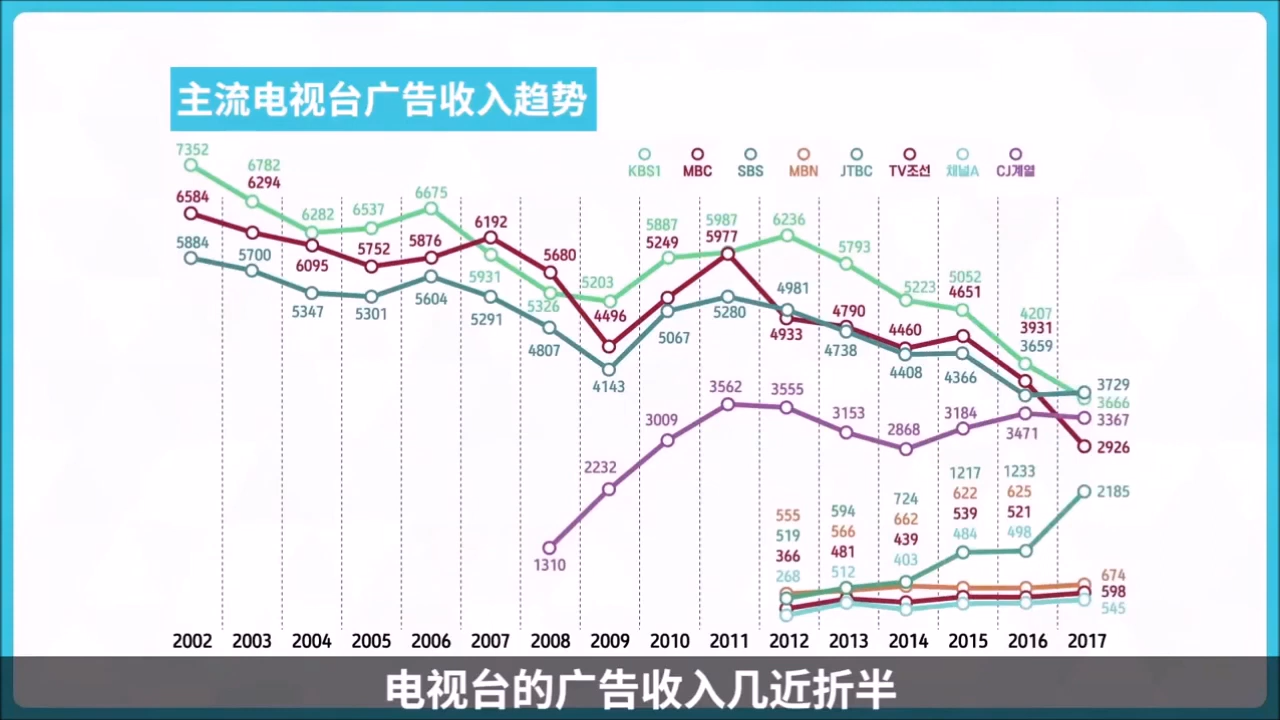 主流电视台广告收入趋势
KBS1 MBC SBS MBN JTBC TV조선 채널A CJ계열
7352 6782 6282 6537 6675 5931 5326 5203 5887 5987 6236 5793 5223 5052 4207 3666
6584 6294 6095 5752 5876 6192 5680 4496 5249 5977 4933 4790 4460 4651 3931 2926
5884 5700 5347 5301 5604 5291 4807 4143 5067 5280 4981 4738 4408 4366 3659 3729
1310 2232 3009 3562 3555 3153 2868 3184 3471 3367
519 594 724 1217 1233 2185
555 566 662 622 625 674
366 481 439 539 521 598
268 512 403 484 498 545
2002 2003 2004 2005 2006 2007 2008 2009 2010 2011 2012 2013 2014 2015 2016 2017
电视台的广告收入几近折半